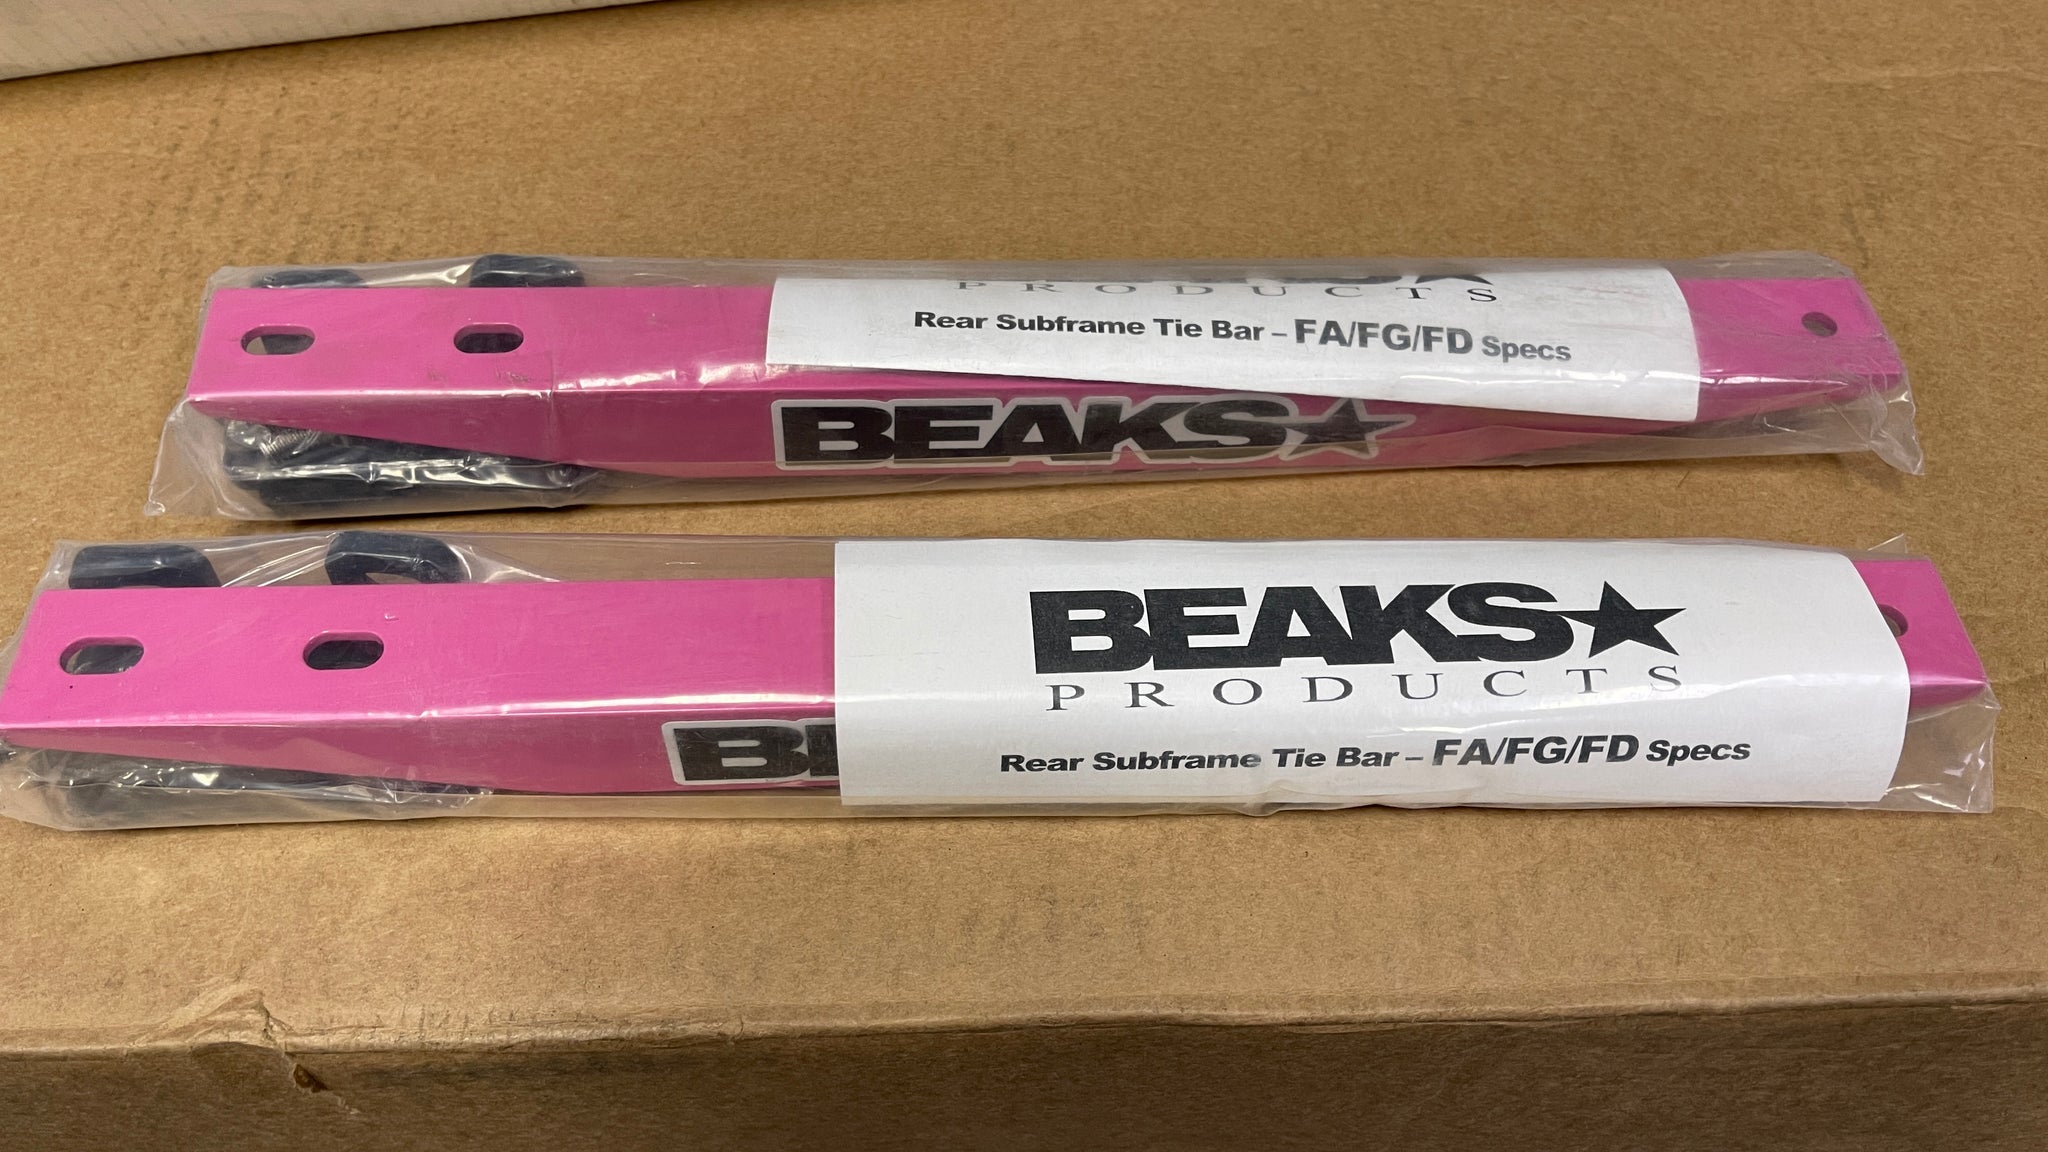 PRODUCTS
Rear Subframe Tie Bar – FA/FG/FD Specs
BEAKS
BEAKS
PRODUCTS
Rear Subframe Tie Bar – FA/FG/FD Specs